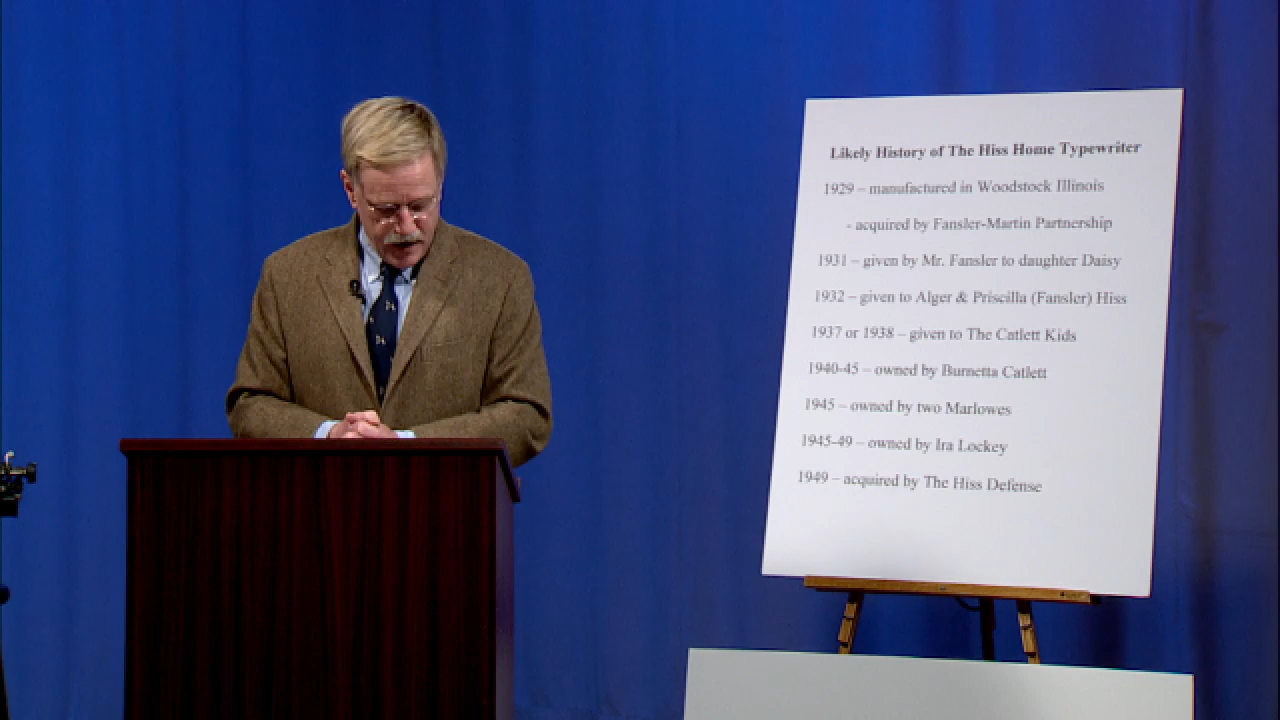 Likely History of The Hiss Home Typewriter
1929 – manufactured in Woodstock Illinois
- acquired by Fansler-Martin Partnership
1931 – given by Mr. Fansler to daughter Daisy
1932 – given to Alger & Priscilla (Fansler) Hiss
1937 or 1938 – given to The Catlett Kids
1940-45 – owned by Burnetta Catlett
1945 – owned by two Marlowes
1945-49 – owned by Ira Lockey
1949 – acquired by The Hiss Defense